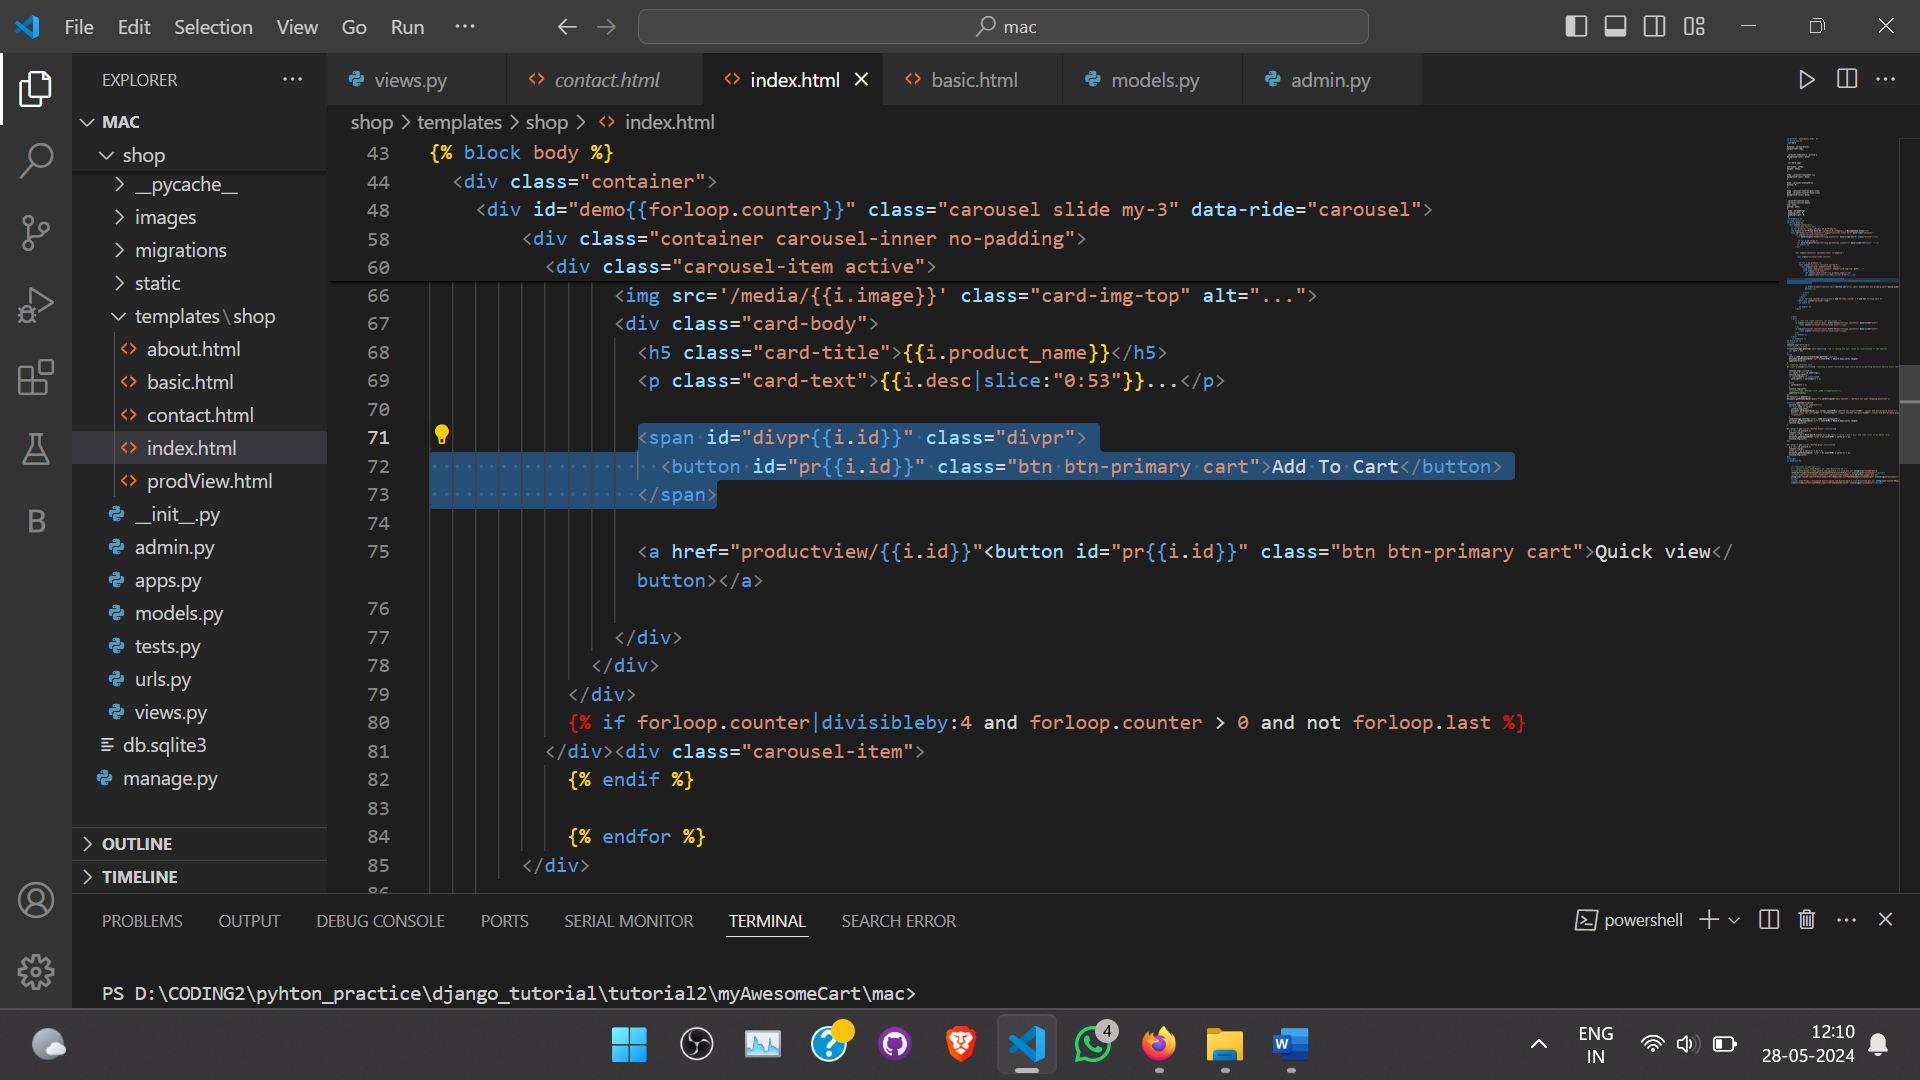 File Edit Selection View Go Run ... mac
EXPLORER ...
views.py contact.html index.html basic.html models.py admin.py ...
MAC
shop > templates > shop > index.html
shop
__pycache__
images
migrations
static
templates\shop
about.html
basic.html
contact.html
index.html
prodView.html
__init__.py
admin.py
apps.py
models.py
tests.py
urls.py
views.py
db.sqlite3
manage.py
OUTLINE
TIMELINE
43 {% block body %}
44 <div class="container">
48 <div id="demo{{forloop.counter}}" class="carousel slide my-3" data-ride="carousel">
58 <div class="container carousel-inner no-padding">
60 <div class="carousel-item active">
66 <img src='/media/{{i.image}}' class="card-img-top" alt="...">
67 <div class="card-body">
68 <h5 class="card-title">{{i.product_name}}</h5>
69 <p class="card-text">{{i.desc|slice:"0:53"}}...</p>
70
71 <span id="divpr{{i.id}}" class="divpr">
72 <button id="pr{{i.id}}" class="btn btn-primary cart">Add To Cart</button>
73 </span>
74
75 <a href="productview/{{i.id}}"<button id="pr{{i.id}}" class="btn btn-primary cart">Quick view</
button></a>
76
77 </div>
78 </div>
79 </div>
80 {% if forloop.counter|divisibleby:4 and forloop.counter > 0 and not forloop.last %}
81 </div><div class="carousel-item">
82 {% endif %}
83
84 {% endfor %}
85 </div>
86
PROBLEMS OUTPUT DEBUG CONSOLE PORTS SERIAL MONITOR TERMINAL SEARCH ERROR powershell ...
PS D:\CODING2\pyhton_practice\django_tutorial\tutorial2\myAwesomeCart\mac>
4
ENG
IN
12:10
28-05-2024